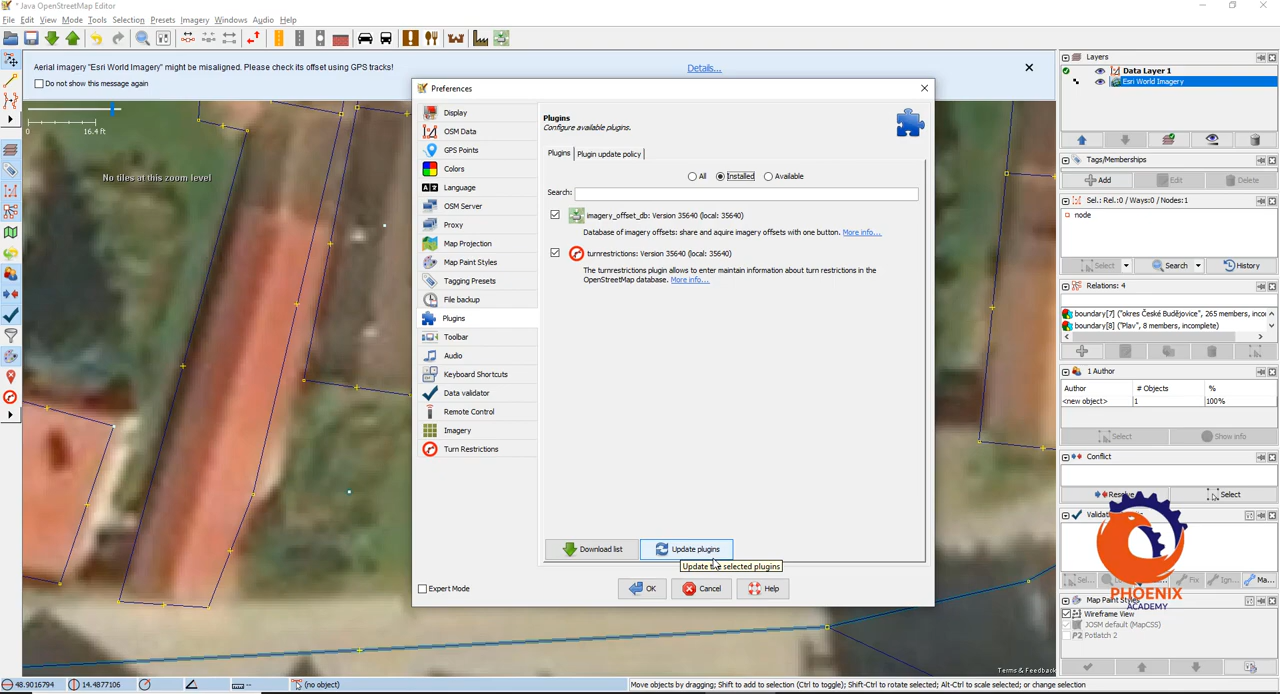 * Java OpenStreetMap Editor
File Edit View Mode Tools Selection Presets Imagery Windows Audio Help
Aerial imagery "Esri World Imagery" might be misaligned. Please check its offset using GPS tracks!
Details...
Do not show this message again
0 16.4 ft
No tiles at this zoom level
Preferences
Display
OSM Data
GPS Points
Colors
Language
OSM Server
Proxy
Map Projection
Map Paint Styles
Tagging Presets
File backup
Plugins
Toolbar
Audio
Keyboard Shortcuts
Data validator
Remote Control
Imagery
Turn Restrictions
Expert Mode
Plugins
Configure available plugins.
Plugins Plugin update policy
All Installed Available
Search:
imagery_offset_db: Version 35640 (local: 35640)
Database of imagery offsets: share and aquire imagery offsets with one button. More info...
turnrestrictions: Version 35640 (local: 35640)
The turnrestrictions plugin allows to enter maintain information about turn restrictions in the
OpenStreetMap database. More info...
Download list Update plugins
Update the selected plugins
OK Cancel Help
Layers
Data Layer 1
Esri World Imagery
Tags/Memberships
Add Edit Delete
Sel.: Rel.:0 / Ways:0 / Nodes:1
node
Select Search History
Relations: 4
boundary[7] ("okres České Budějovice", 265 members, inco
boundary[8] ("Plav", 8 members, incomplete)
1 Author
Author # Objects %
<new object> 1 100%
Select Show info
Conflict
Resolve Select
Sel... Fix Ign... Ma...
PHOENIX
ACADEMY
Map Paint Styles
Wireframe View
JOSM default (MapCSS)
Potlatch 2
Terms & Feedback
48.9016794 14.4877106 -- (no object) Move objects by dragging; Shift to add to selection (Ctrl to toggle); Shift-Ctrl to rotate selected; Alt-Ctrl to scale selected; or change selection